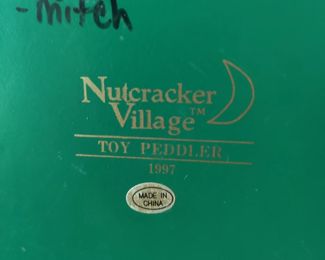 -mitch
Nutcracker
Village™
TOY PEDDLER
1997
MADE IN
CHINA